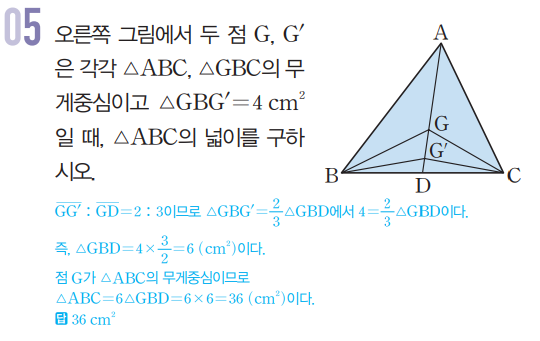 05
오른쪽 그림에서 두 점 G, G′
은 각각 △ABC, △GBC의 무
게중심이고 △GBG′=4 cm²
일 때, △ABC의 넓이를 구하
시오.
A
G
G′
B
D
C
GG′ : GD=2 : 3이므로 △GBG′=2/3△GBD에서 4=2/3△GBD이다.
즉, △GBD=4×3/2=6 (cm²)이다.
점 G가 △ABC의 무게중심이므로
△ABC=6△GBD=6×6=36 (cm²)이다.
답 36 cm²